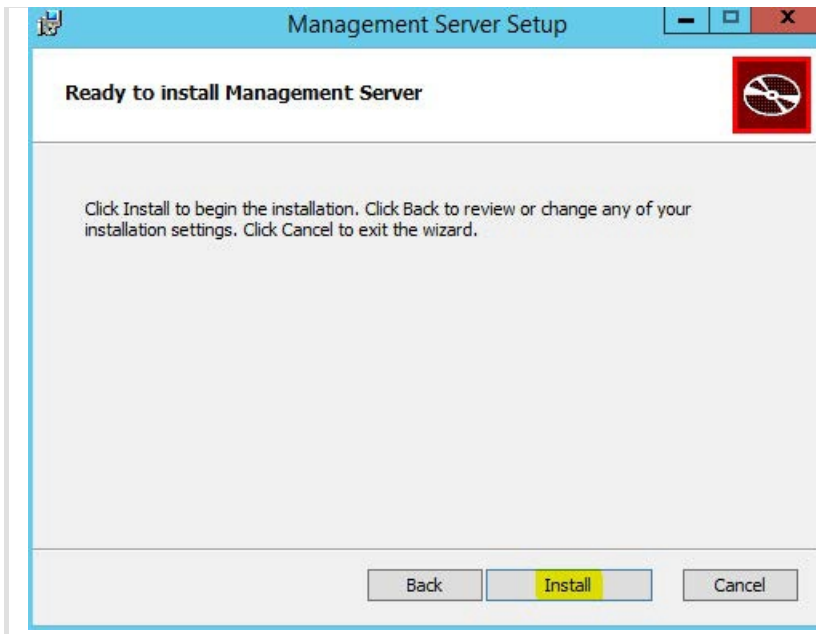 Management Server Setup
Ready to install Management Server
Click Install to begin the installation. Click Back to review or change any of your
installation settings. Click Cancel to exit the wizard.
Back Install Cancel